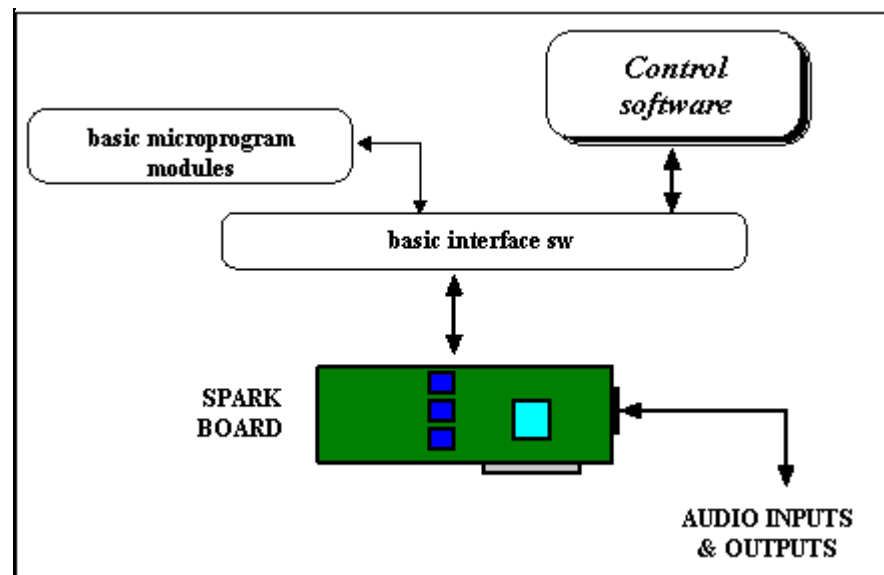 Control
software
basic microprogram
modules
basic interface sw
SPARK
BOARD
AUDIO INPUTS
& OUTPUTS